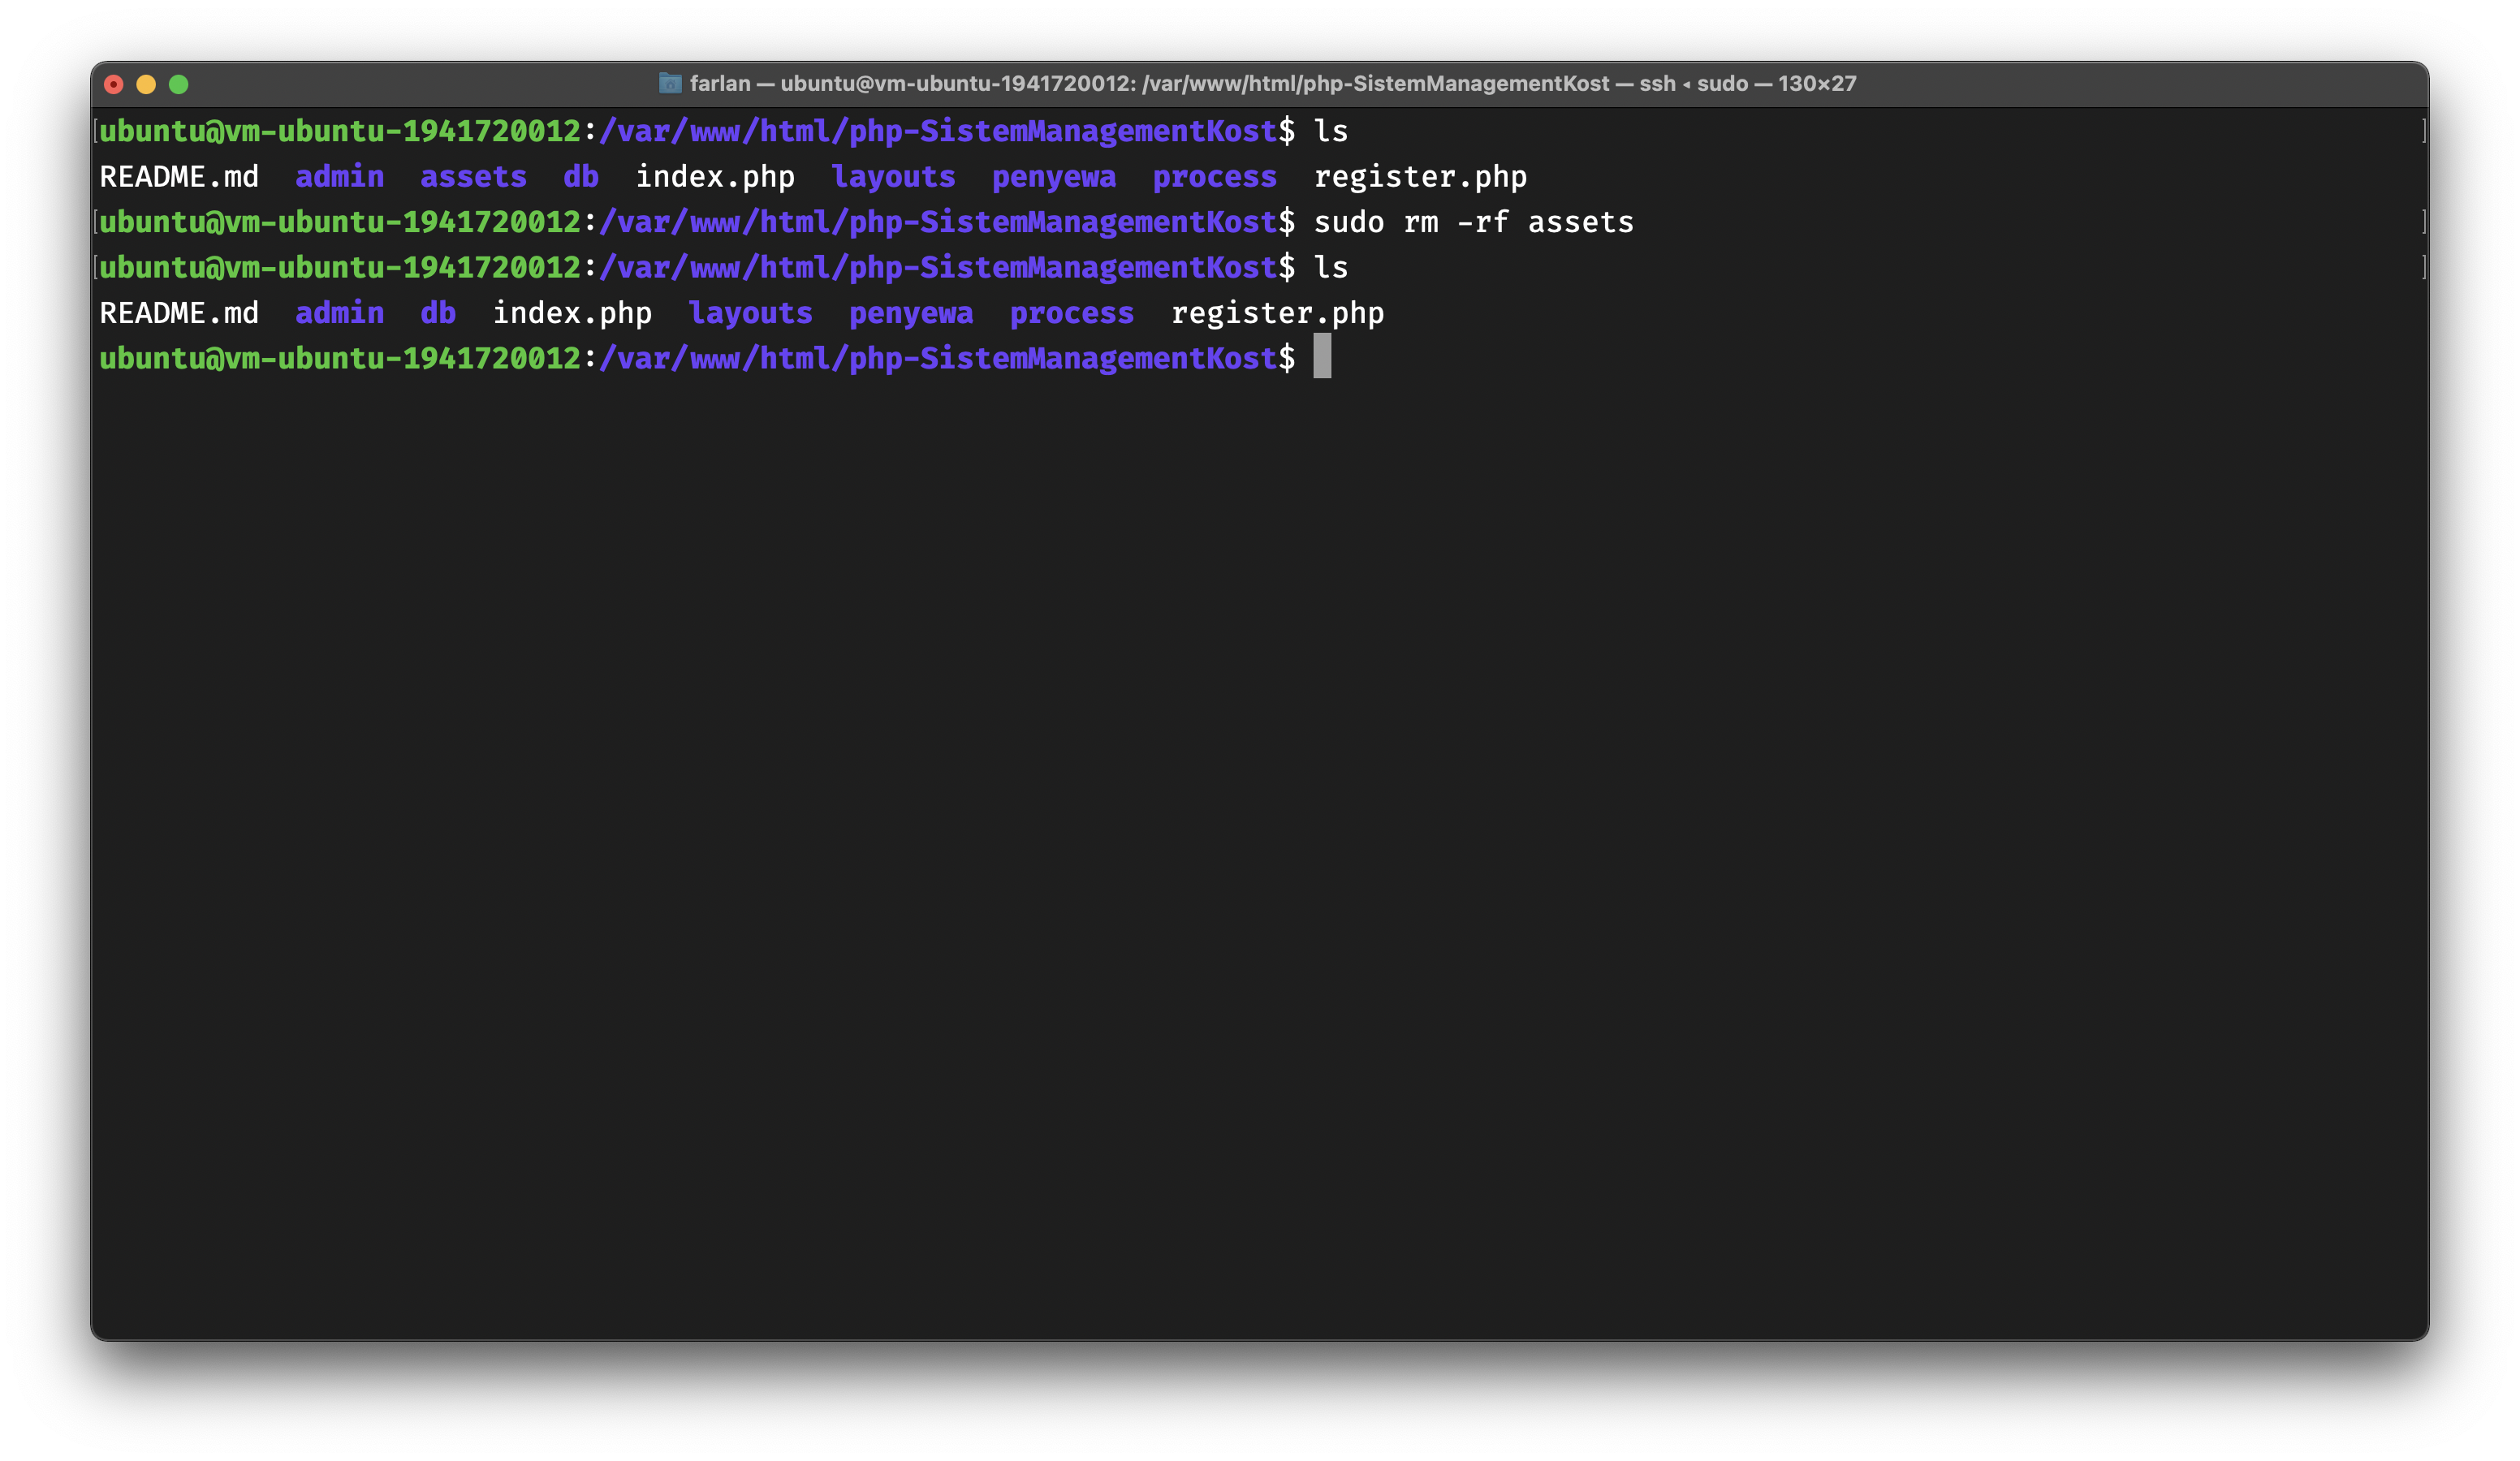 farlan — ubuntu@vm-ubuntu-1941720012: /var/www/html/php-SistemManagementKost — ssh ◂ sudo — 130×27
[ubuntu@vm-ubuntu-1941720012:/var/www/html/php-SistemManagementKost$ ls ]
README.md  admin  assets  db  index.php  layouts  penyewa  process  register.php
[ubuntu@vm-ubuntu-1941720012:/var/www/html/php-SistemManagementKost$ sudo rm -rf assets ]
[ubuntu@vm-ubuntu-1941720012:/var/www/html/php-SistemManagementKost$ ls ]
README.md  admin  db  index.php  layouts  penyewa  process  register.php
ubuntu@vm-ubuntu-1941720012:/var/www/html/php-SistemManagementKost$